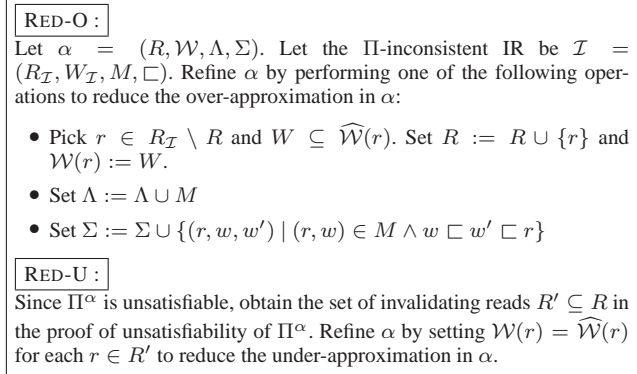 RED-O :
Let α = (R, W, Λ, Σ). Let the Π-inconsistent IR be ℐ =
(R_ℐ, W_ℐ, M, ⊏). Refine α by performing one of the following oper-
ations to reduce the over-approximation in α:
• Pick r ∈ R_ℐ \ R and W ⊆ 𝒲̂(r). Set R := R ∪ {r} and
𝒲(r) := W.
• Set Λ := Λ ∪ M
• Set Σ := Σ ∪ {(r, w, w′) | (r, w) ∈ M ∧ w ⊏ w′ ⊏ r}
RED-U :
Since Π^α is unsatisfiable, obtain the set of invalidating reads R′ ⊆ R in
the proof of unsatisfiability of Π^α. Refine α by setting 𝒲(r) = 𝒲̂(r)
for each r ∈ R′ to reduce the under-approximation in α.